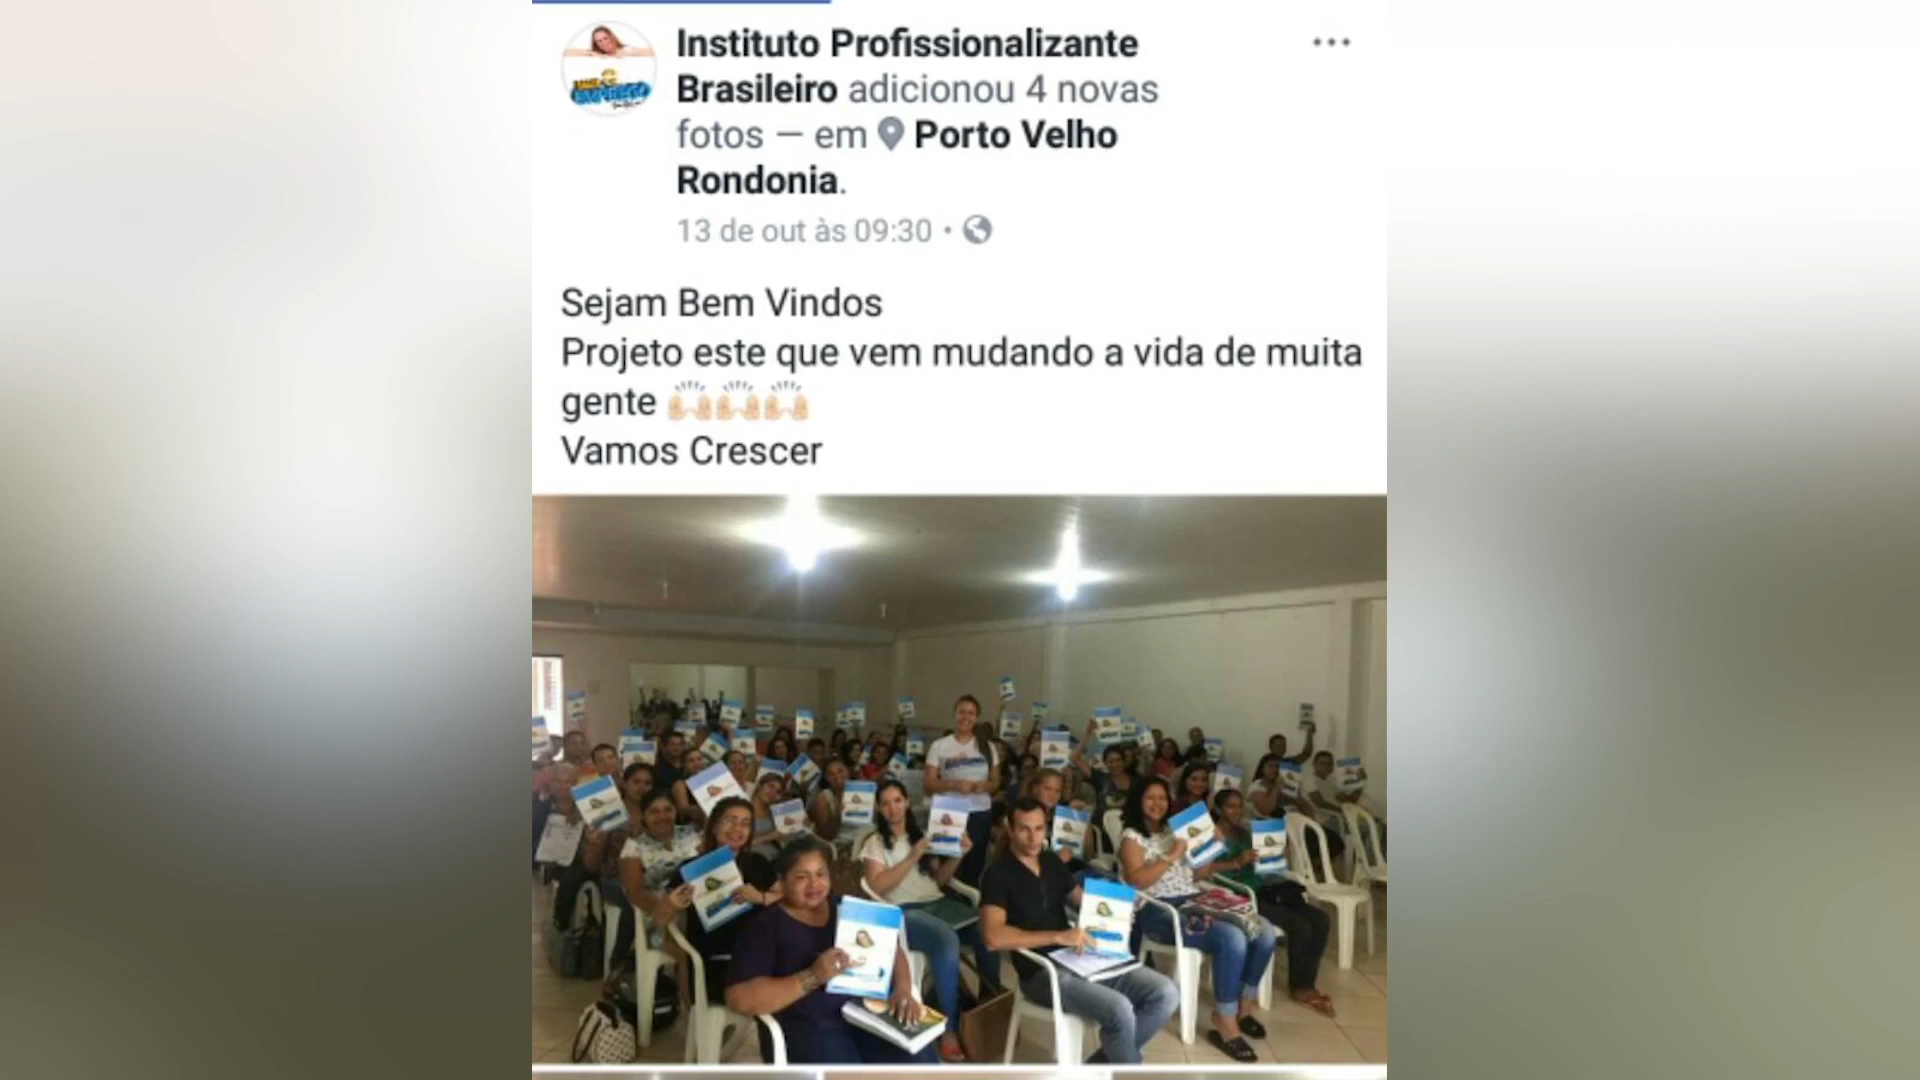 Instituto Profissionalizante
Brasileiro adicionou 4 novas
fotos — em Porto Velho
Rondonia.
13 de out às 09:30 •
Sejam Bem Vindos
Projeto este que vem mudando a vida de muita
gente 🙌🏻🙌🏻🙌🏻
Vamos Crescer